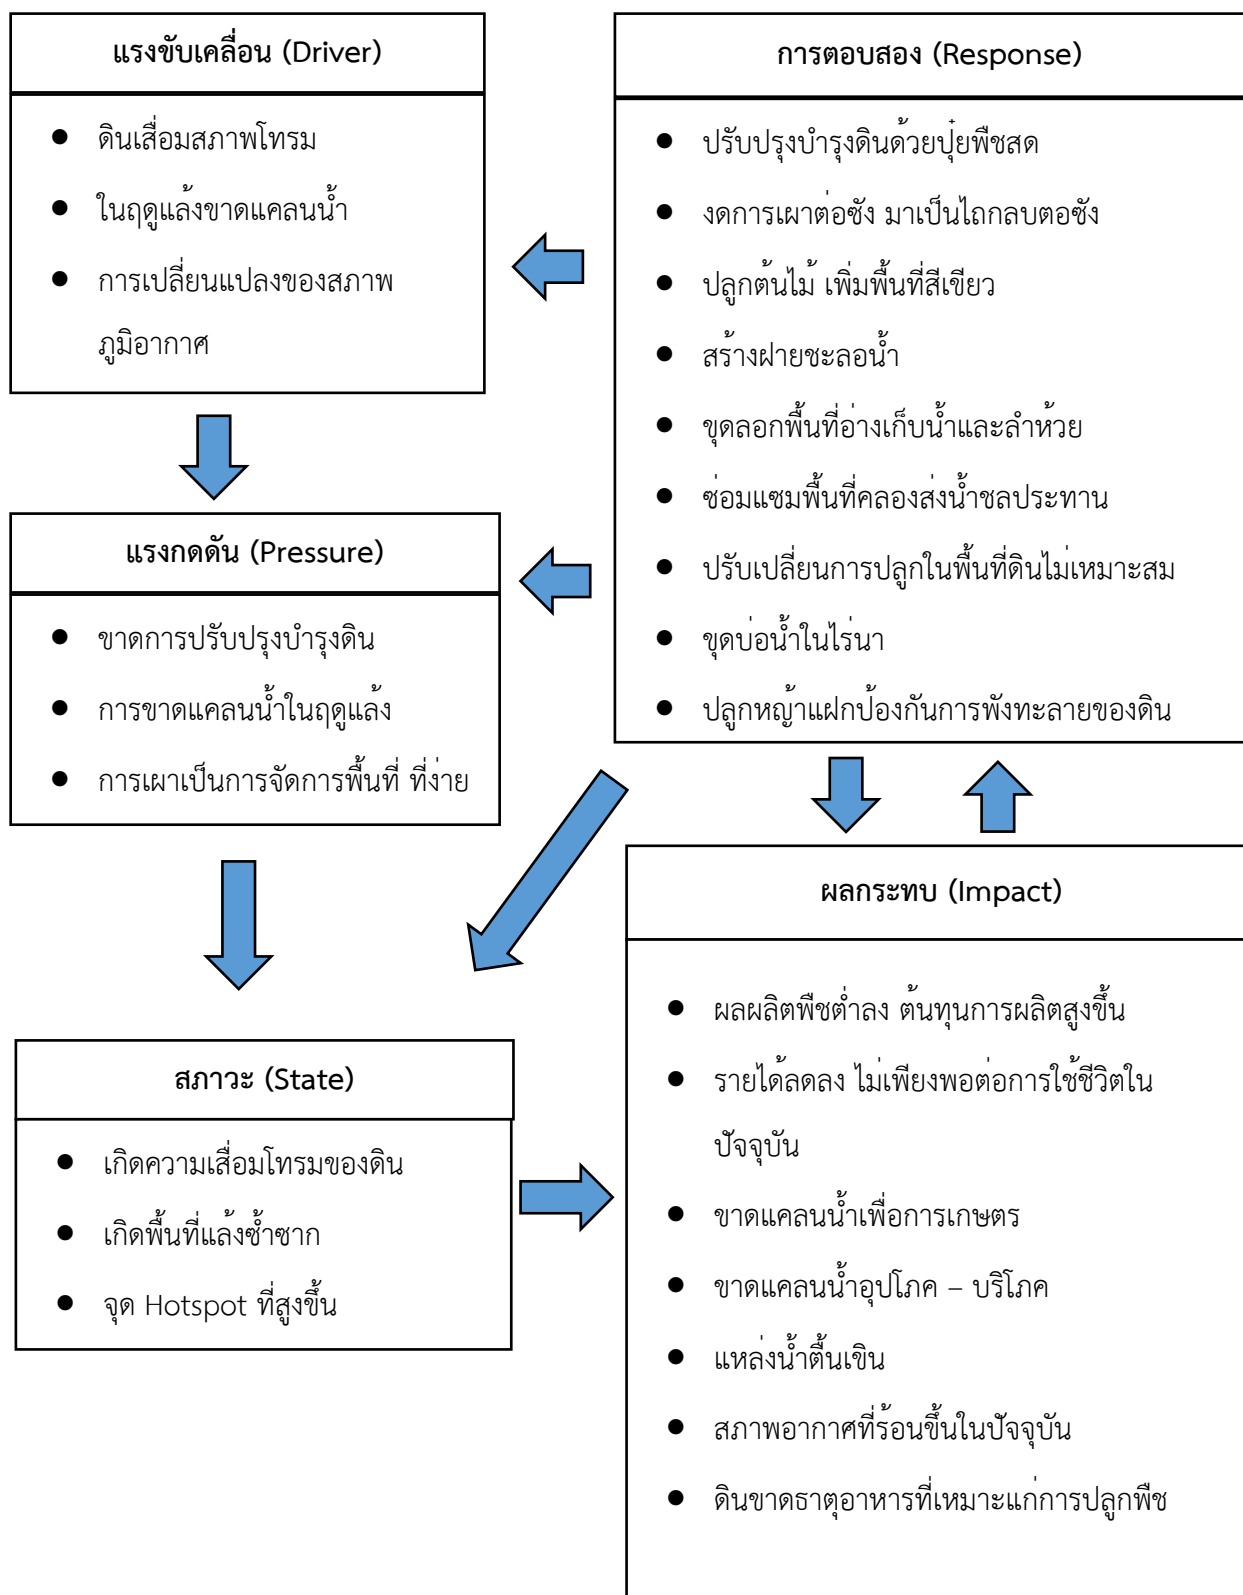 แรงขับเคลื่อน (Driver)
● ดินเสื่อมสภาพโทรม
● ในฤดูแล้งขาดแคลนน้ำ
● การเปลี่ยนแปลงของสภาพ
ภูมิอากาศ
การตอบสอง (Response)
● ปรับปรุงบำรุงดินด้วยปุ๋ยพืชสด
● งดการเผาต่อซัง มาเป็นไถกลบตอซัง
● ปลูกต้นไม้ เพิ่มพื้นที่สีเขียว
● สร้างฝายชะลอน้ำ
● ขุดลอกพื้นที่อ่างเก็บน้ำและลำห้วย
● ซ่อมแซมพื้นที่คลองส่งน้ำชลประทาน
● ปรับเปลี่ยนการปลูกในพื้นที่ดินไม่เหมาะสม
● ขุดบ่อน้ำในไร่นา
● ปลูกหญ้าแฝกป้องกันการพังทะลายของดิน
แรงกดดัน (Pressure)
● ขาดการปรับปรุงบำรุงดิน
● การขาดแคลนน้ำในฤดูแล้ง
● การเผาเป็นการจัดการพื้นที่ ที่ง่าย
สภาวะ (State)
● เกิดความเสื่อมโทรมของดิน
● เกิดพื้นที่แล้งซ้ำซาก
● จุด Hotspot ที่สูงขึ้น
ผลกระทบ (Impact)
● ผลผลิตพืชต่ำลง ต้นทุนการผลิตสูงขึ้น
● รายได้ลดลง ไม่เพียงพอต่อการใช้ชีวิตใน
ปัจจุบัน
● ขาดแคลนน้ำเพื่อการเกษตร
● ขาดแคลนน้ำอุปโภค – บริโภค
● แหล่งน้ำตื้นเขิน
● สภาพอากาศที่ร้อนขึ้นในปัจจุบัน
● ดินขาดธาตุอาหารที่เหมาะแก่การปลูกพืช